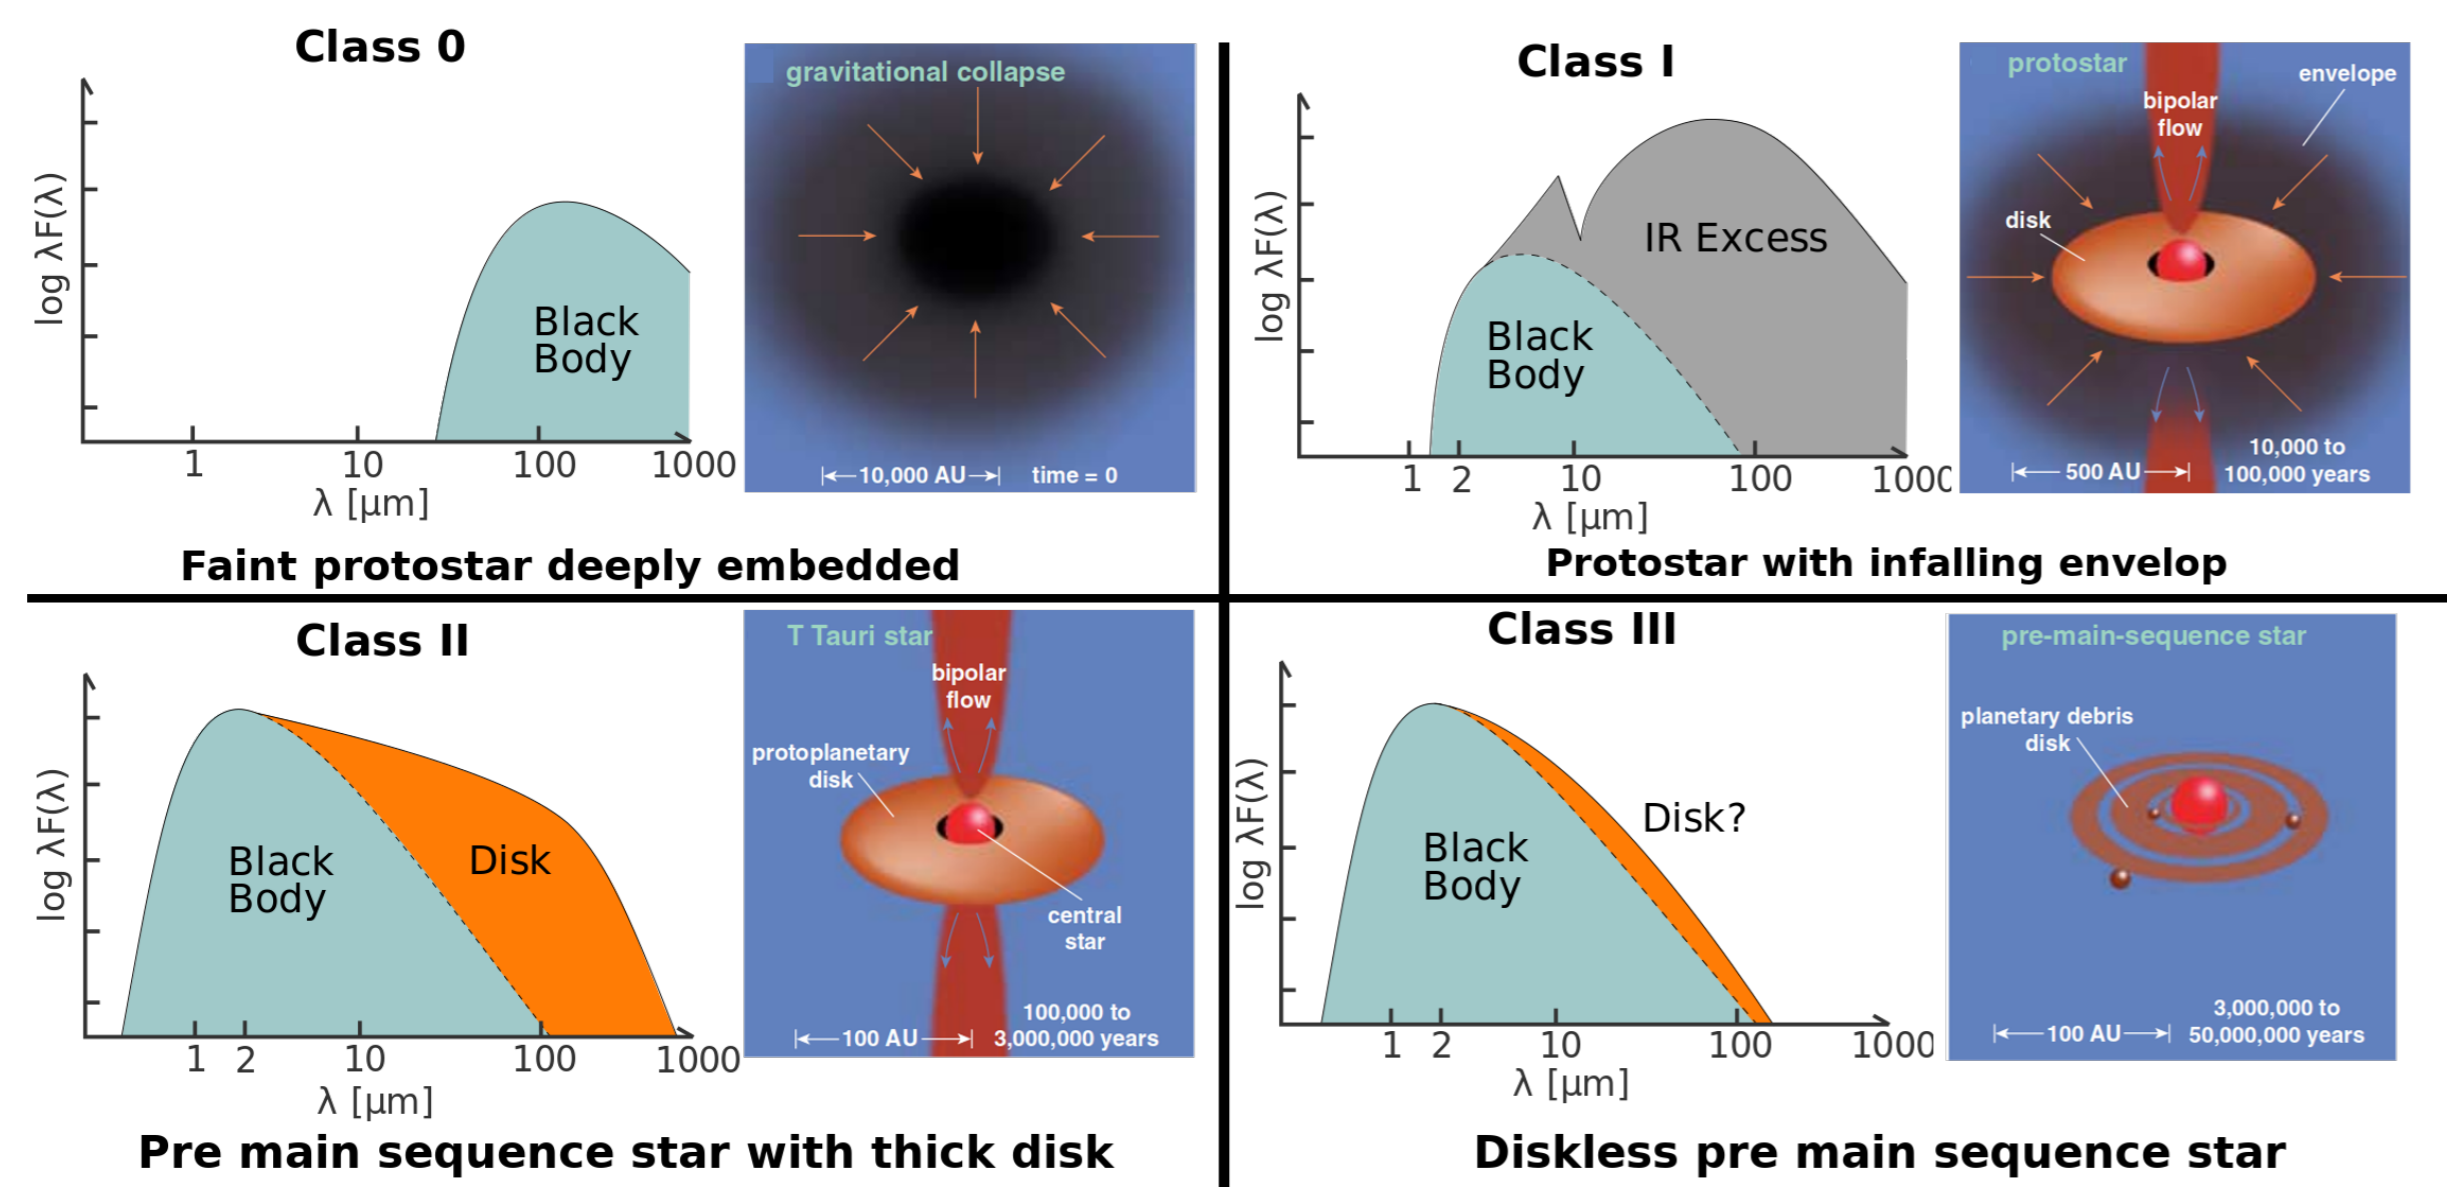 Class 0
log λF(λ)
Black
Body
1
10
100
1000
λ [μm]
gravitational collapse
10,000 AU
time = 0
Faint protostar deeply embedded
Class I
log λF(λ)
IR Excess
Black
Body
1
2
10
100
1000
λ [μm]
protostar
envelope
bipolar
flow
disk
10,000 to
500 AU
100,000 years
Protostar with infalling envelop
Class II
log λF(λ)
Black
Body
Disk
1
2
10
100
1000
λ [μm]
T Tauri star
bipolar
flow
protoplanetary
disk
central
star
100,000 to
100 AU
3,000,000 years
Pre main sequence star with thick disk
Class III
log λF(λ)
Disk?
Black
Body
1
2
10
100
1000
λ [μm]
pre-main-sequence star
planetary debris
disk
3,000,000 to
100 AU
50,000,000 years
Diskless pre main sequence star